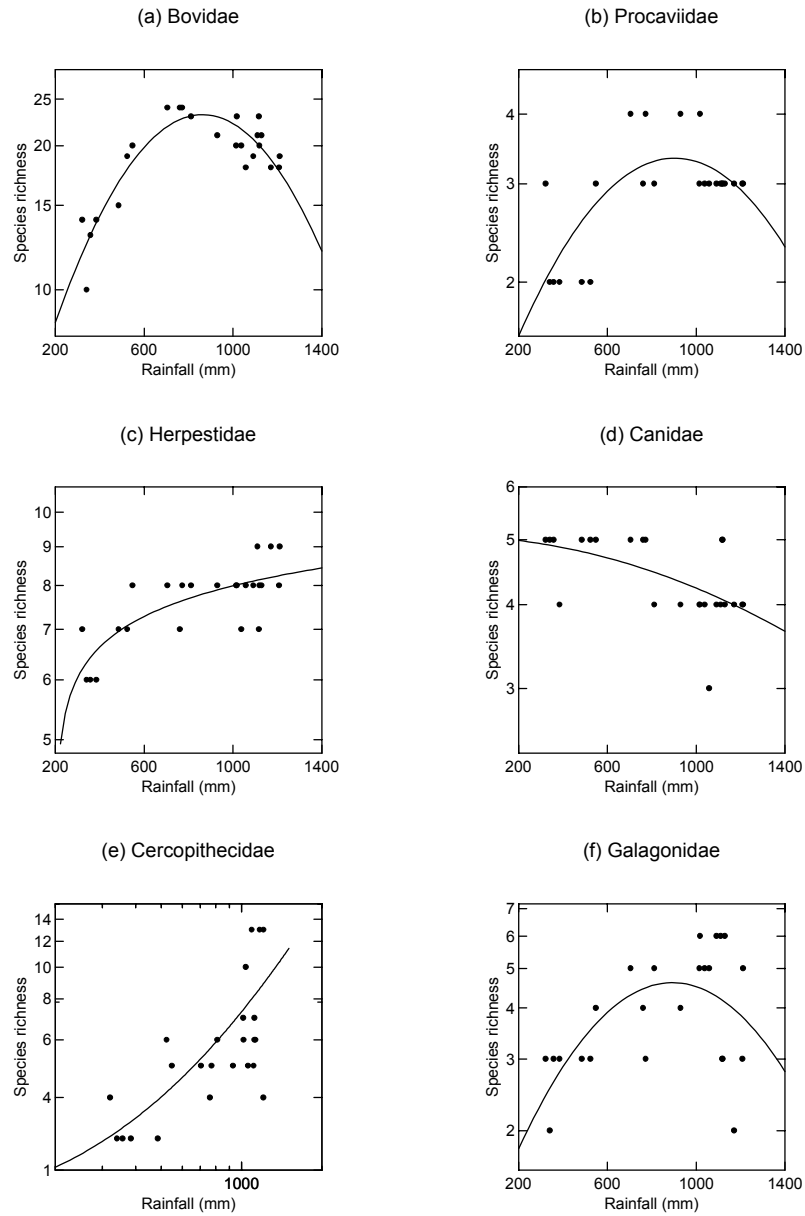 (a) Bovidae
25
20
15
10
Species richness
200 600 1000 1400
Rainfall (mm)
(b) Procaviidae
4
3
2
Species richness
200 600 1000 1400
Rainfall (mm)
(c) Herpestidae
10
9
8
7
6
5
Species richness
200 600 1000 1400
Rainfall (mm)
(d) Canidae
6
5
4
3
Species richness
200 600 1000 1400
Rainfall (mm)
(e) Cercopithecidae
14
12
10
8
6
4
1
Species richness
1000
Rainfall (mm)
(f) Galagonidae
7
6
5
4
3
2
Species richness
200 600 1000 1400
Rainfall (mm)